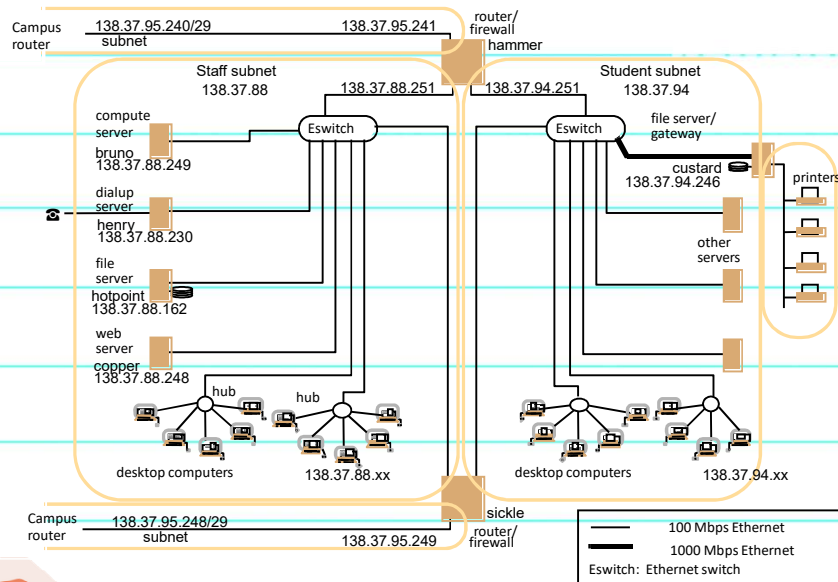 Campus
router
138.37.95.240/29
subnet
138.37.95.241
router/
firewall
hammer
Staff subnet
138.37.88
138.37.88.251
138.37.94.251
Student subnet
138.37.94
compute
server
bruno
138.37.88.249
Eswitch
Eswitch
file server/
gateway
custard
138.37.94.246
printers
dialup
server
henry
138.37.88.230
other
servers
file
server
hotpoint
138.37.88.162
web
server
copper
138.37.88.248
hub
hub
desktop computers
138.37.88.xx
desktop computers
138.37.94.xx
Campus
router
138.37.95.248/29
subnet
138.37.95.249
sickle
router/
firewall
100 Mbps Ethernet
1000 Mbps Ethernet
Eswitch: Ethernet switch